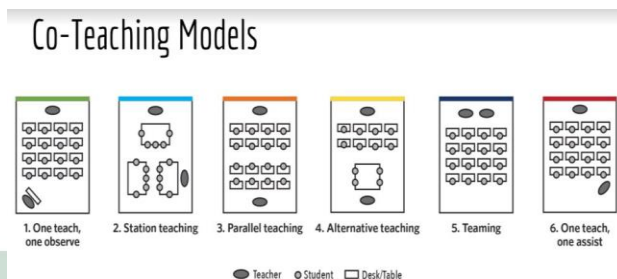 Co-Teaching Models
1. One teach,
one observe
2. Station teaching
3. Parallel teaching
4. Alternative teaching
5. Teaming
6. One teach,
one assist
Teacher
Student
Desk/Table